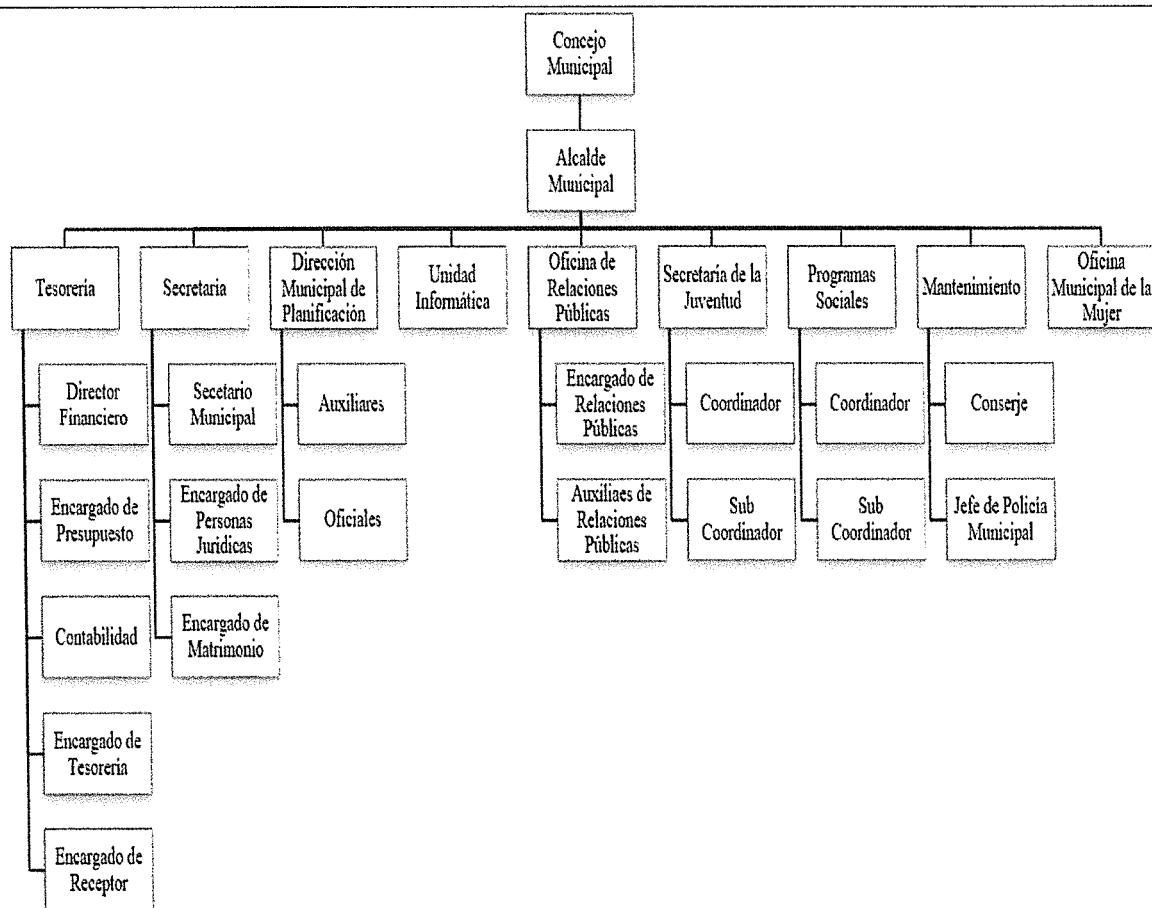 Concejo
Municipal
Alcalde
Municipal
Tesorería
Secretaria
Dirección
Municipal de
Planificación
Unidad
Informática
Oficina de
Relaciones
Públicas
Secretaría de la
Juventud
Programas
Sociales
Mantenimiento
Oficina
Municipal de la
Mujer
Director
Financiero
Secetario
Municipal
Auxiliares
Encargado de
Relaciones
Públicas
Coordinador
Coordinador
Conserje
Encargado de
Presupuesto
Encargado de
Personas
Juridicas
Oficiales
Auxiliaes de
Relaciones
Públicas
Sub
Coordinador
Sub
Coordinador
Jefe de Policía
Municipal
Contabilidad
Encargado de
Matrimonio
Encargado de
Tesorería
Encargado de
Receptor